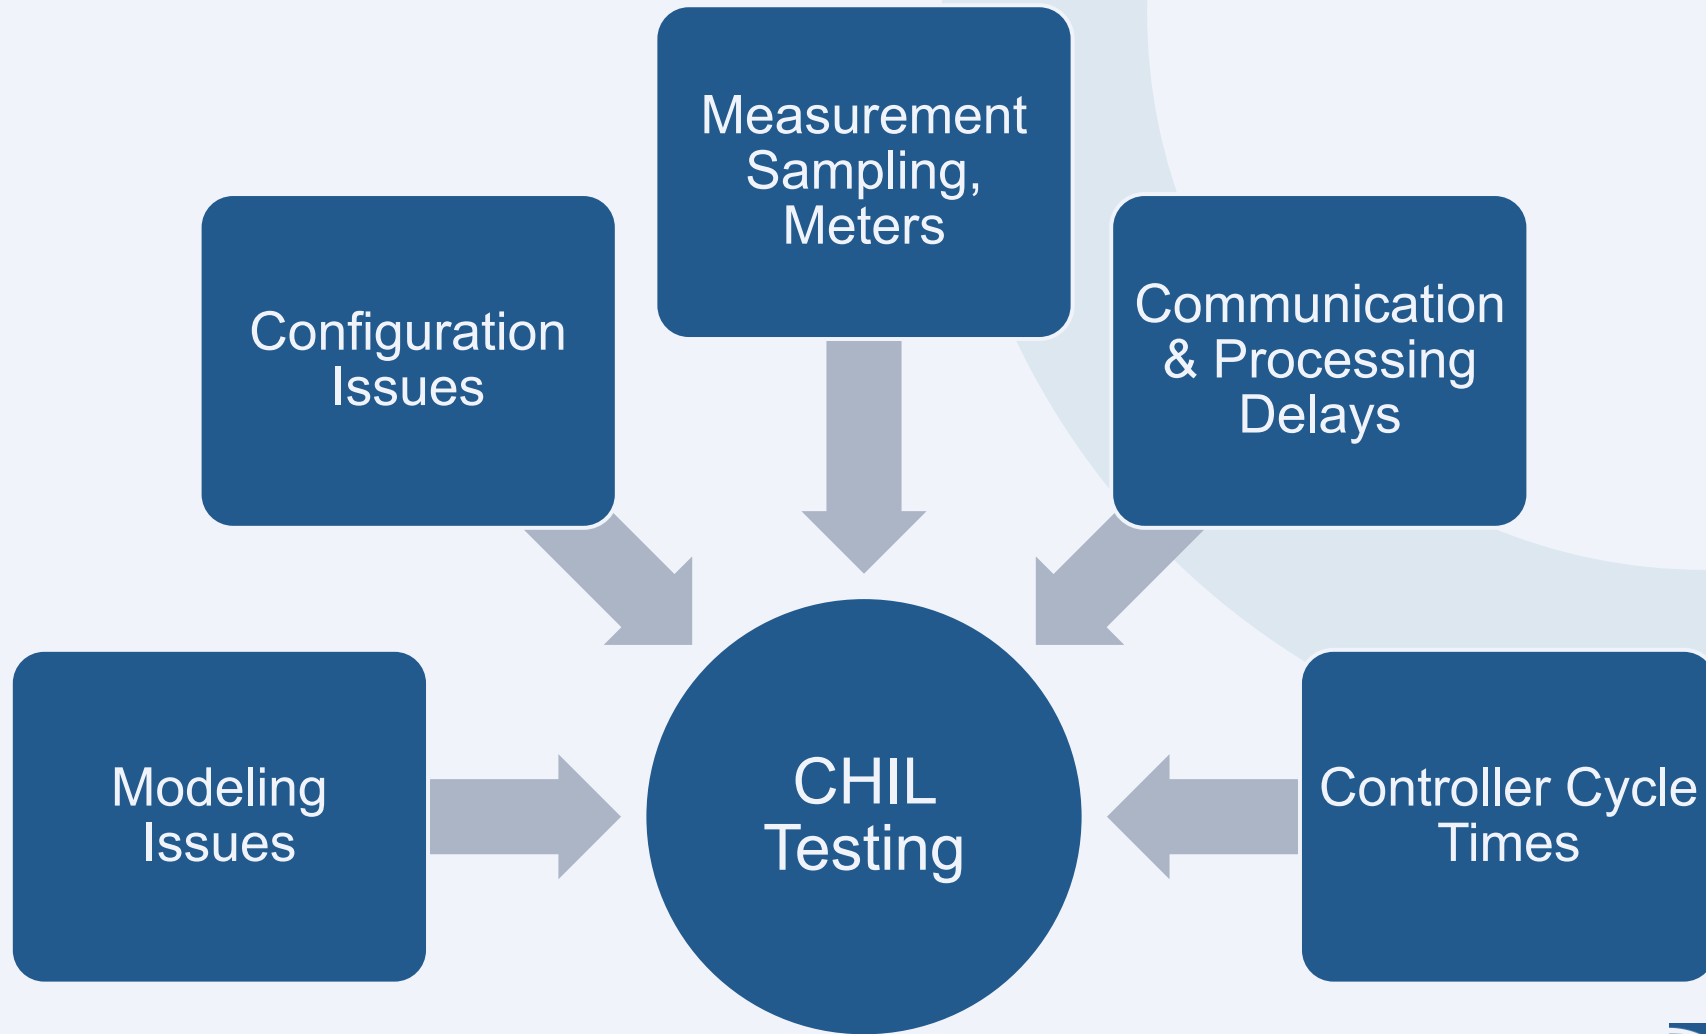 Measurement
Sampling,
Meters
Configuration
Issues
Communication
& Processing
Delays
Modeling
Issues
CHIL
Testing
Controller Cycle
Times